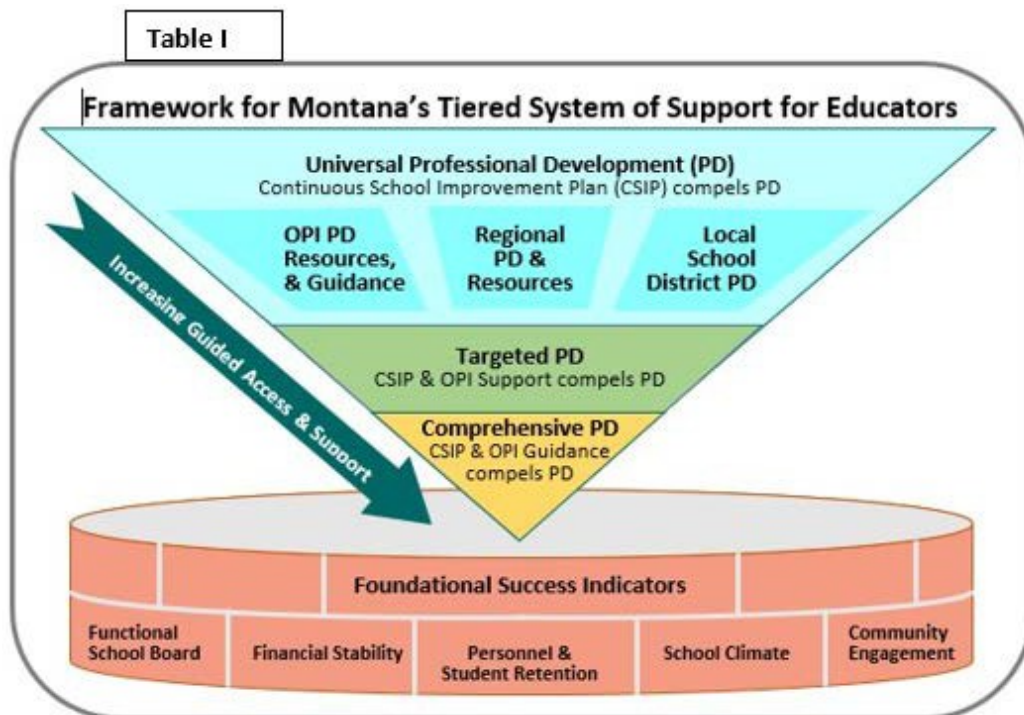 Table I
Framework for Montana's Tiered System of Support for Educators
Universal Professional Development (PD)
Continuous School Improvement Plan (CSIP) compels PD
OPI PD
Resources,
& Guidance
Regional
PD &
Resources
Local
School
District PD
Increasing Guided Access & Support
Targeted PD
CSIP & OPI Support compels PD
Comprehensive PD
CSIP & OPI Guidance
compels PD
Foundational Success Indicators
Functional
School Board
Financial Stability
Personnel &
Student Retention
School Climate
Community
Engagement